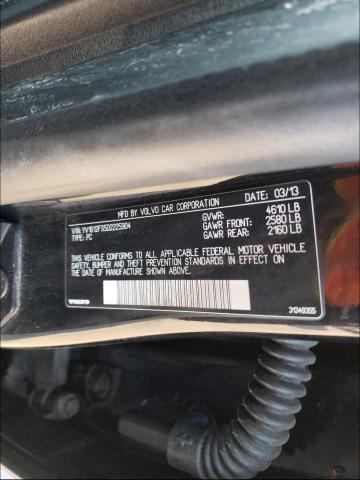 MFD BY VOLVO CAR CORPORATION
DATE: 03/13
VIN: YV1612FS5D2225904
TYPE: PC
GVWR: 4610 LB
GAWR FRONT: 2580 LB
GAWR REAR: 2160 LB
THIS VEHICLE CONFORMS TO ALL APPLICABLE FEDERAL MOTOR VEHICLE
SAFETY, BUMPER AND THEFT PREVENTION STANDARDS IN EFFECT ON
THE DATE OF MANUFACTURE SHOWN ABOVE.
VOLVO
31349355